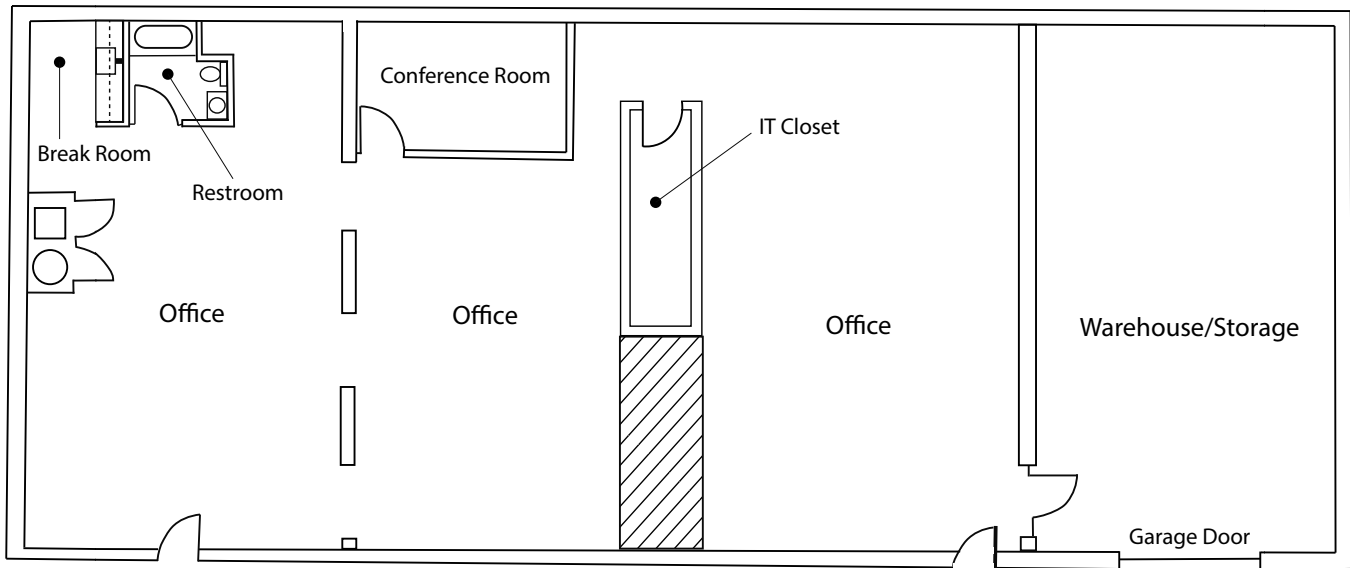 Conference Room
IT Closet
Break Room
Restroom
Office
Office
Office
Warehouse/Storage
Garage Door